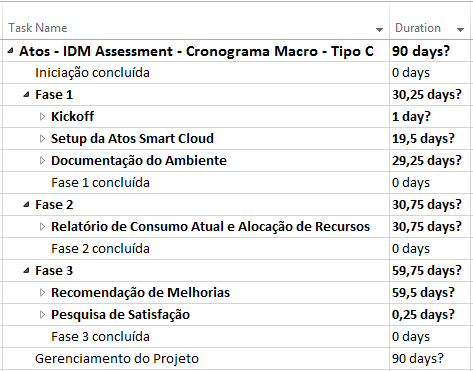 Task Name Duration
Atos - IDM Assessment - Cronograma Macro - Tipo C 90 days?
Iniciação concluída 0 days
Fase 1 30,25 days?
Kickoff 1 day?
Setup da Atos Smart Cloud 19,5 days?
Documentação do Ambiente 29,25 days?
Fase 1 concluída 0 days
Fase 2 30,75 days?
Relatório de Consumo Atual e Alocação de Recursos 30,75 days?
Fase 2 concluída 0 days
Fase 3 59,75 days?
Recomendação de Melhorias 59,5 days?
Pesquisa de Satisfação 0,25 days?
Fase 3 concluída 0 days
Gerenciamento do Projeto 90 days?